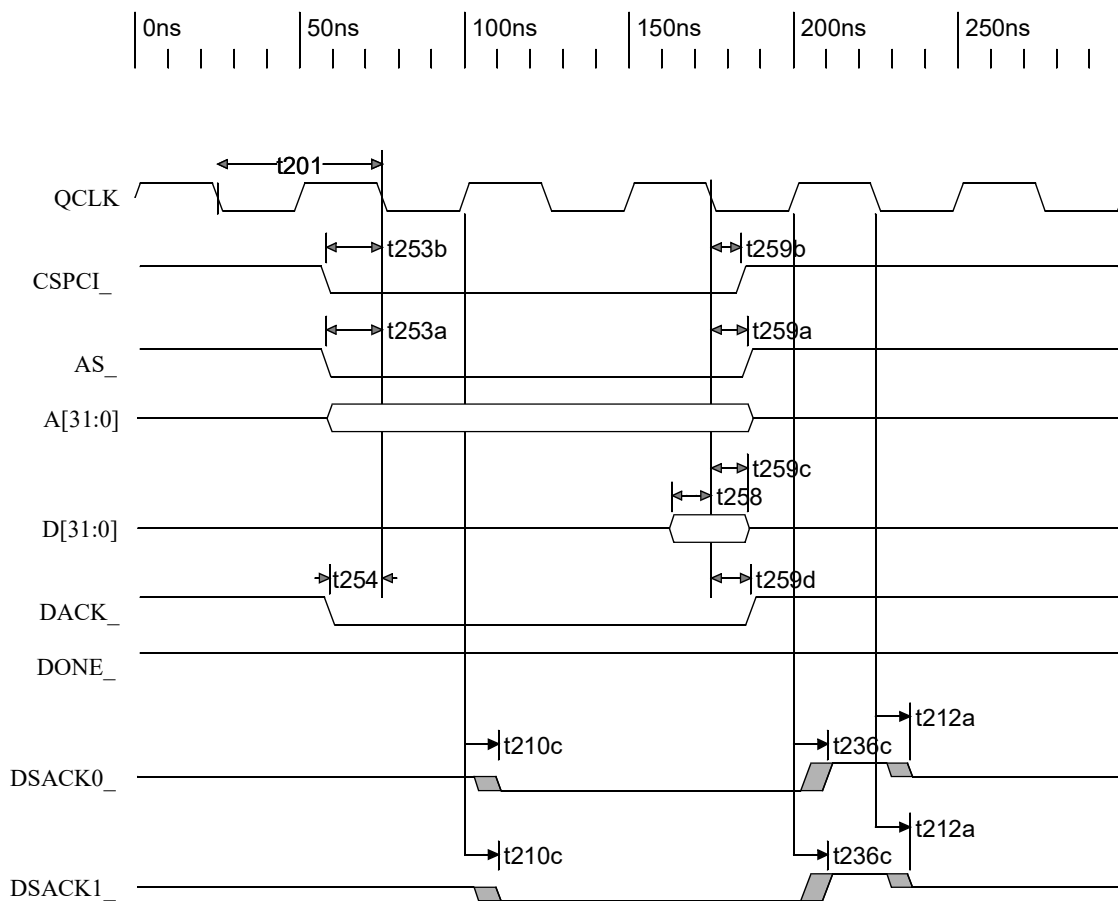 0ns 50ns 100ns 150ns 200ns 250ns
t201
QCLK
t253b t259b
CSPCI_
t253a t259a
AS_
A[31:0]
t259c
t258
D[31:0]
t254 t259d
DACK_
DONE_
t212a
t210c t236c
DSACK0_
t212a
t210c t236c
DSACK1_